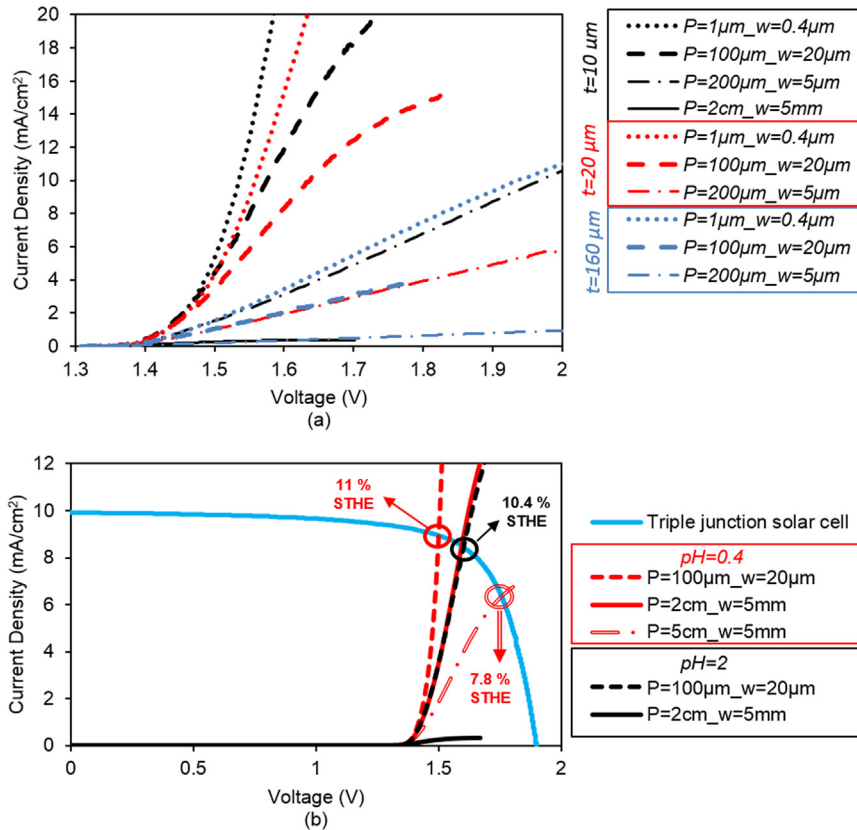 20
18
16
14
12
10
8
6
4
2
0
Current Density (mA/cm²)
1.3 1.4 1.5 1.6 1.7 1.8 1.9 2
Voltage (V)
(a)
t=10 µm
P=1µm_w=0.4µm
P=100µm_w=20µm
P=200µm_w=5µm
P=2cm_w=5mm
t=20 µm
P=1µm_w=0.4µm
P=100µm_w=20µm
P=200µm_w=5µm
t=160 µm
P=1µm_w=0.4µm
P=100µm_w=20µm
P=200µm_w=5µm
12
10
8
6
4
2
0
Current Density (mA/cm²)
11 %
STHE
10.4 %
STHE
7.8 %
STHE
0 0.5 1 1.5 2
Voltage (V)
(b)
Triple junction solar cell
pH=0.4
P=100µm_w=20µm
P=2cm_w=5mm
P=5cm_w=5mm
pH=2
P=100µm_w=20µm
P=2cm_w=5mm